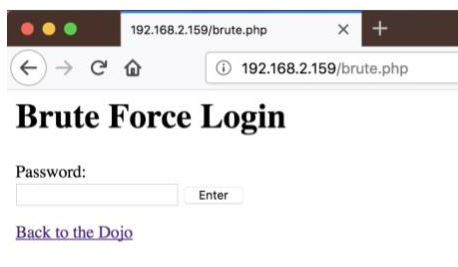 192.168.2.159/brute.php
192.168.2.159/brute.php
Brute Force Login
Password:
Enter
Back to the Dojo